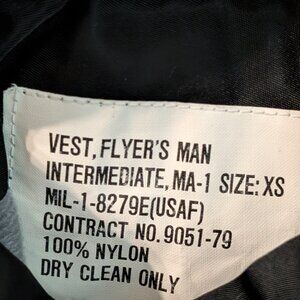 VEST, FLYER'S MAN
INTERMEDIATE, MA-1 SIZE: XS
MIL-1-8279E(USAF)
CONTRACT NO. 9051-79
100% NYLON
DRY CLEAN ONLY